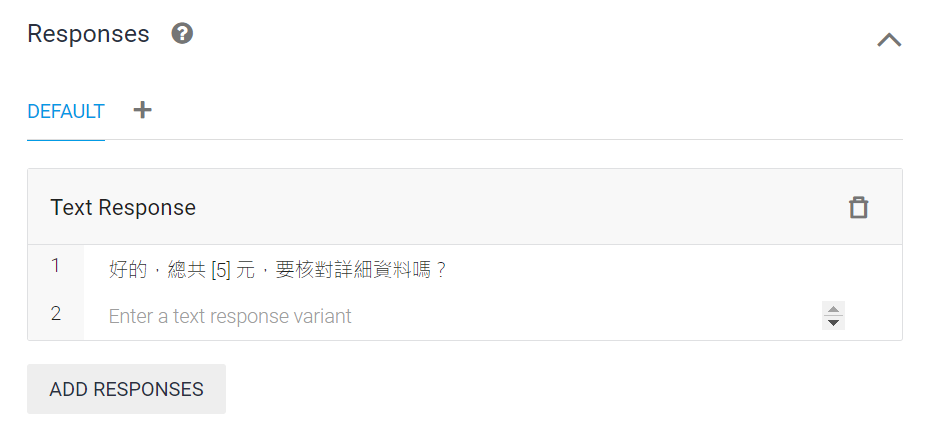 Responses ?
DEFAULT +
Text Response
1 好的，總共 [5] 元，要核對詳細資料嗎？
2 Enter a text response variant
ADD RESPONSES